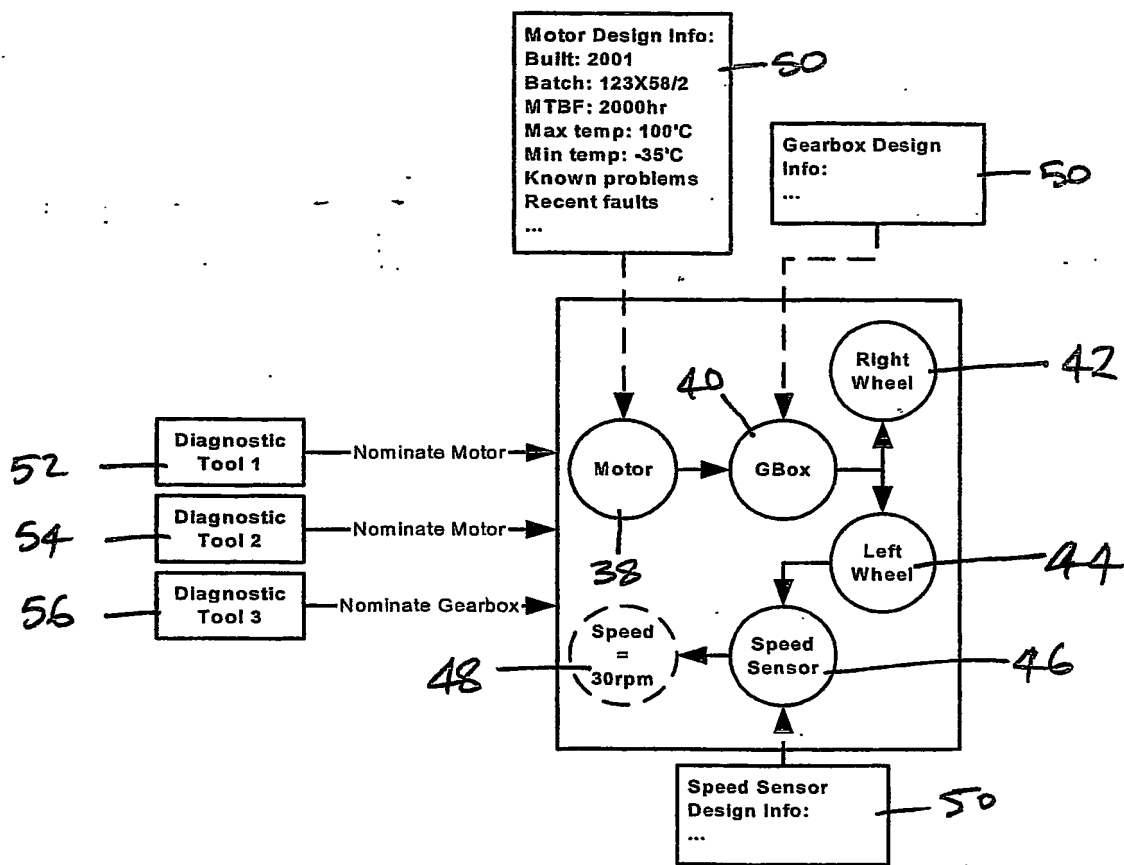 Motor Design Info:
Built: 2001
Batch: 123X58/2
MTBF: 2000hr
Max temp: 100'C
Min temp: -35'C
Known problems
Recent faults
...
50
Gearbox Design
Info:
...
50
Right
Wheel
42
40
Diagnostic
Tool 1
52
Nominate Motor
Motor
GBox
Diagnostic
Tool 2
54
Nominate Motor
38
Left
Wheel
44
Diagnostic
Tool 3
56
Nominate Gearbox
Speed
=
30rpm
48
Speed
Sensor
46
Speed Sensor
Design Info:
...
50